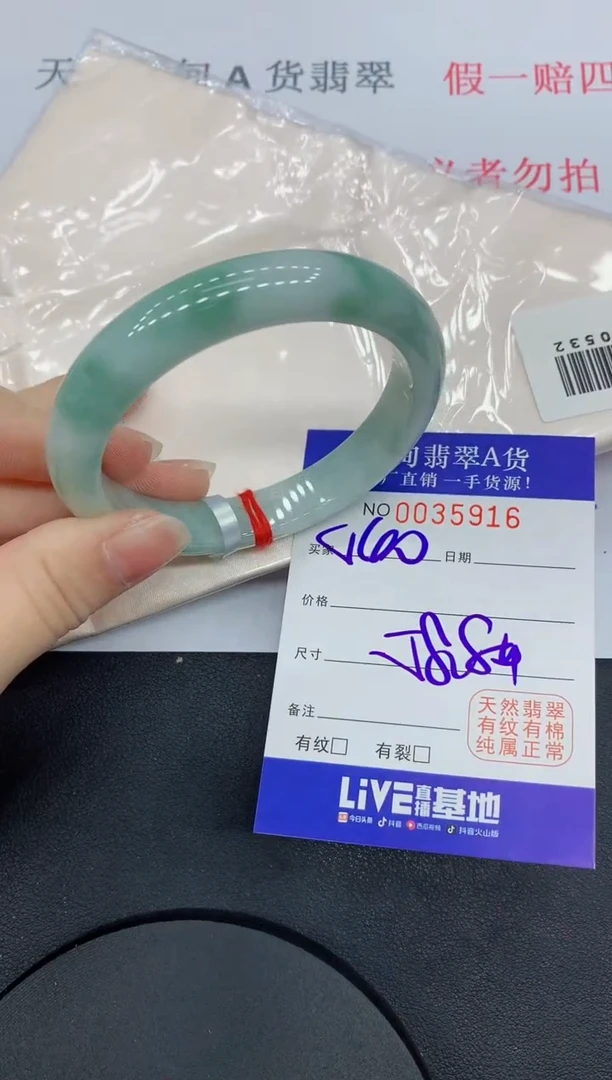 A货翡翠 假一赔四
者勿拍
0532
翡翠A货
直销 一手货源!
NO 0035916
买家 日期
价格
尺寸
备注
天然翡翠
有纹有棉
纯属正常
有纹□ 有裂□
LiVE直播基地
今日头条 抖音 西瓜视频 抖音火山版